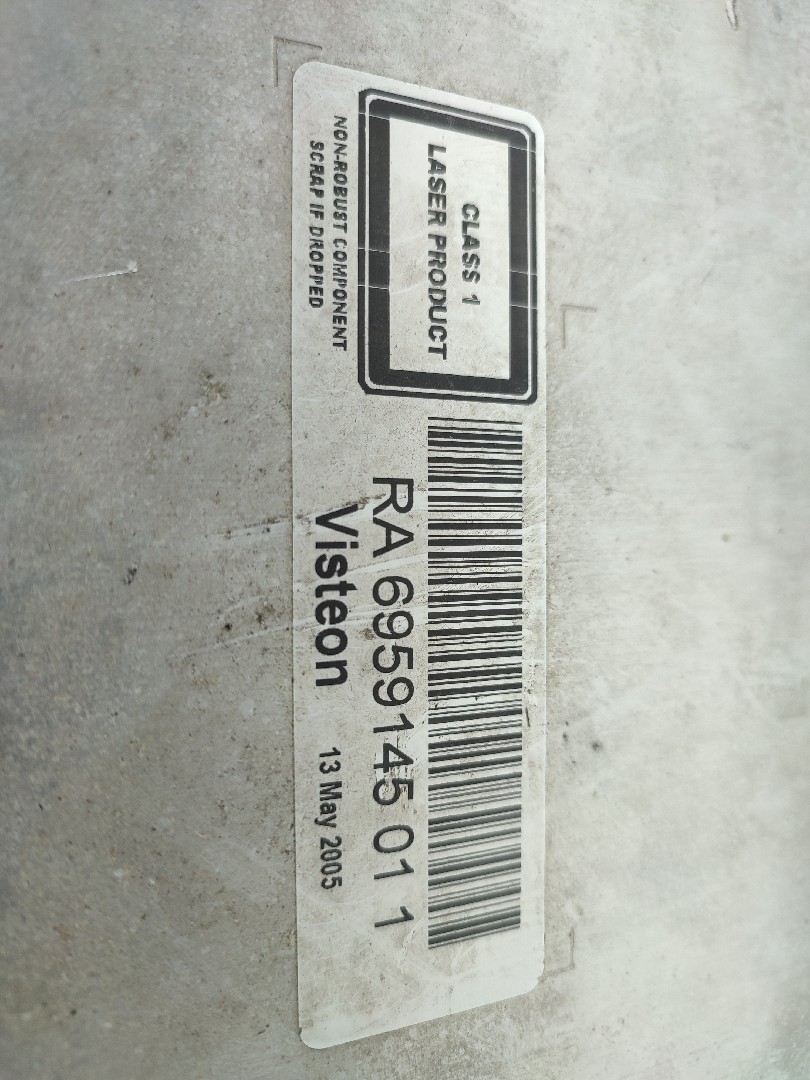 CLASS 1
LASER PRODUCT
NON-ROBUST COMPONENT
SCRAP IF DROPPED
RA 6959145 01 1
Visteon 13 May 2005